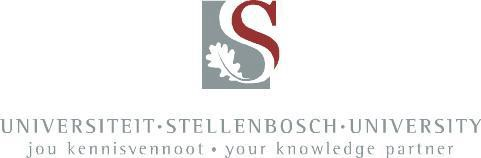 S
UNIVERSITEIT·STELLENBOSCH·UNIVERSITY
jou kennisvennoot • your knowledge partner